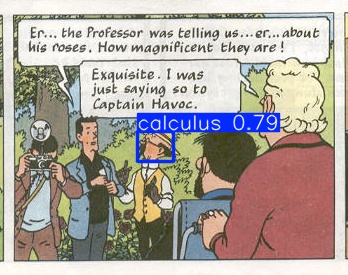 Er... the Professor was telling us...er...about
his roses. How magnificent they are!
Exquisite. I was
just saying so to
Captain Havoc.
calculus 0.79